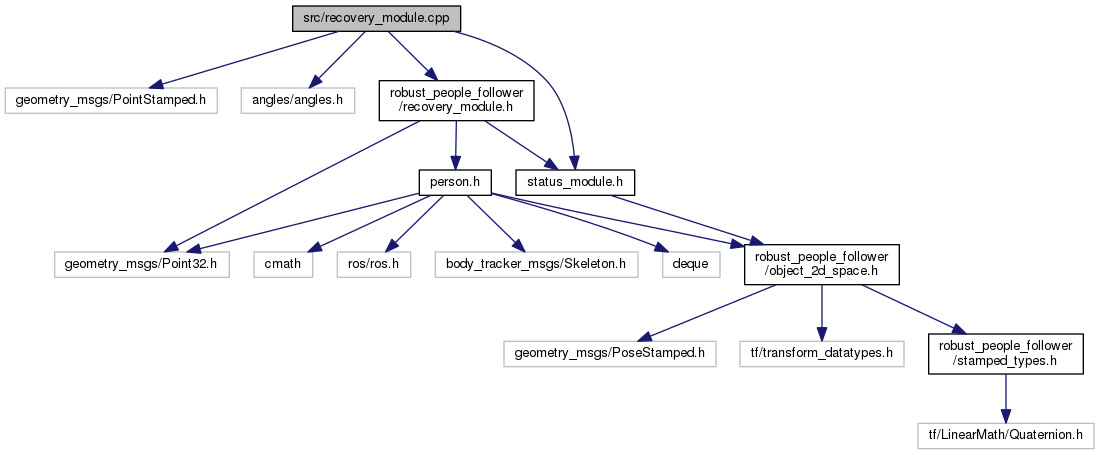 src/recovery_module.cpp
geometry_msgs/PointStamped.h
angles/angles.h
robust_people_follower
/recovery_module.h
person.h
status_module.h
geometry_msgs/Point32.h
cmath
ros/ros.h
body_tracker_msgs/Skeleton.h
deque
robust_people_follower
/object_2d_space.h
geometry_msgs/PoseStamped.h
tf/transform_datatypes.h
robust_people_follower
/stamped_types.h
tf/LinearMath/Quaternion.h